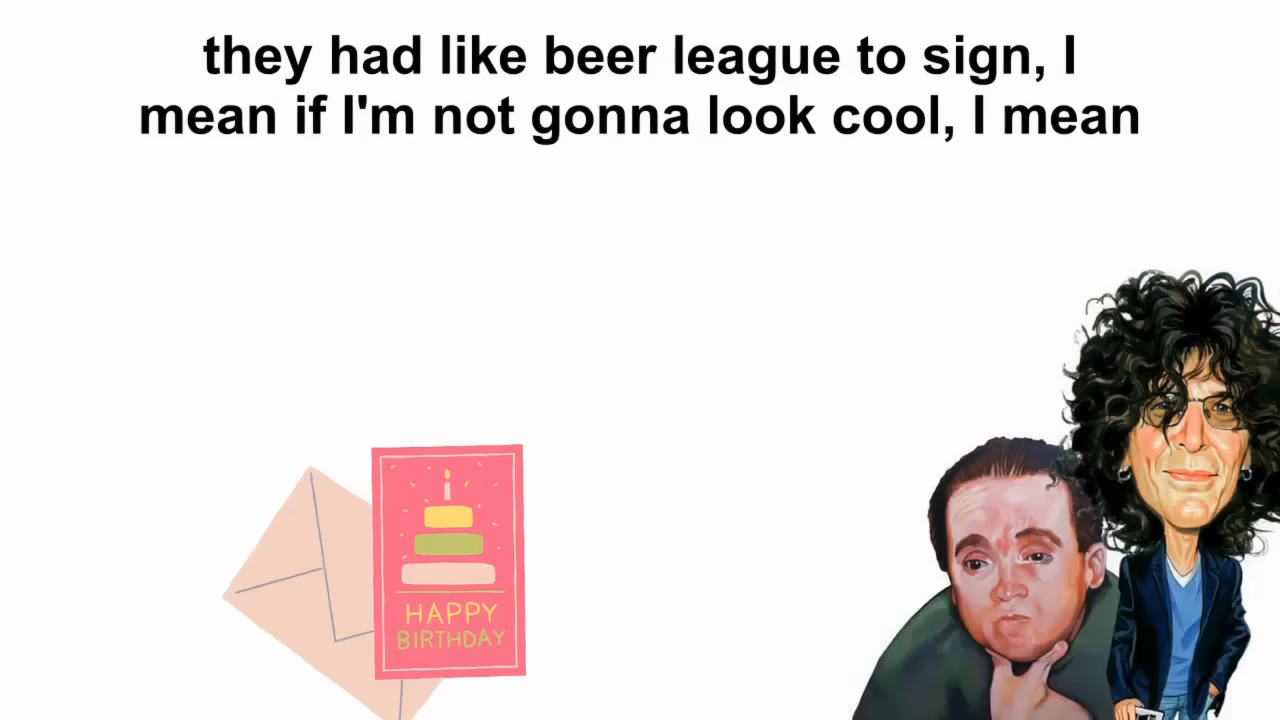 they had like beer league to sign, I
mean if I'm not gonna look cool, I mean
HAPPY
BIRTHDAY